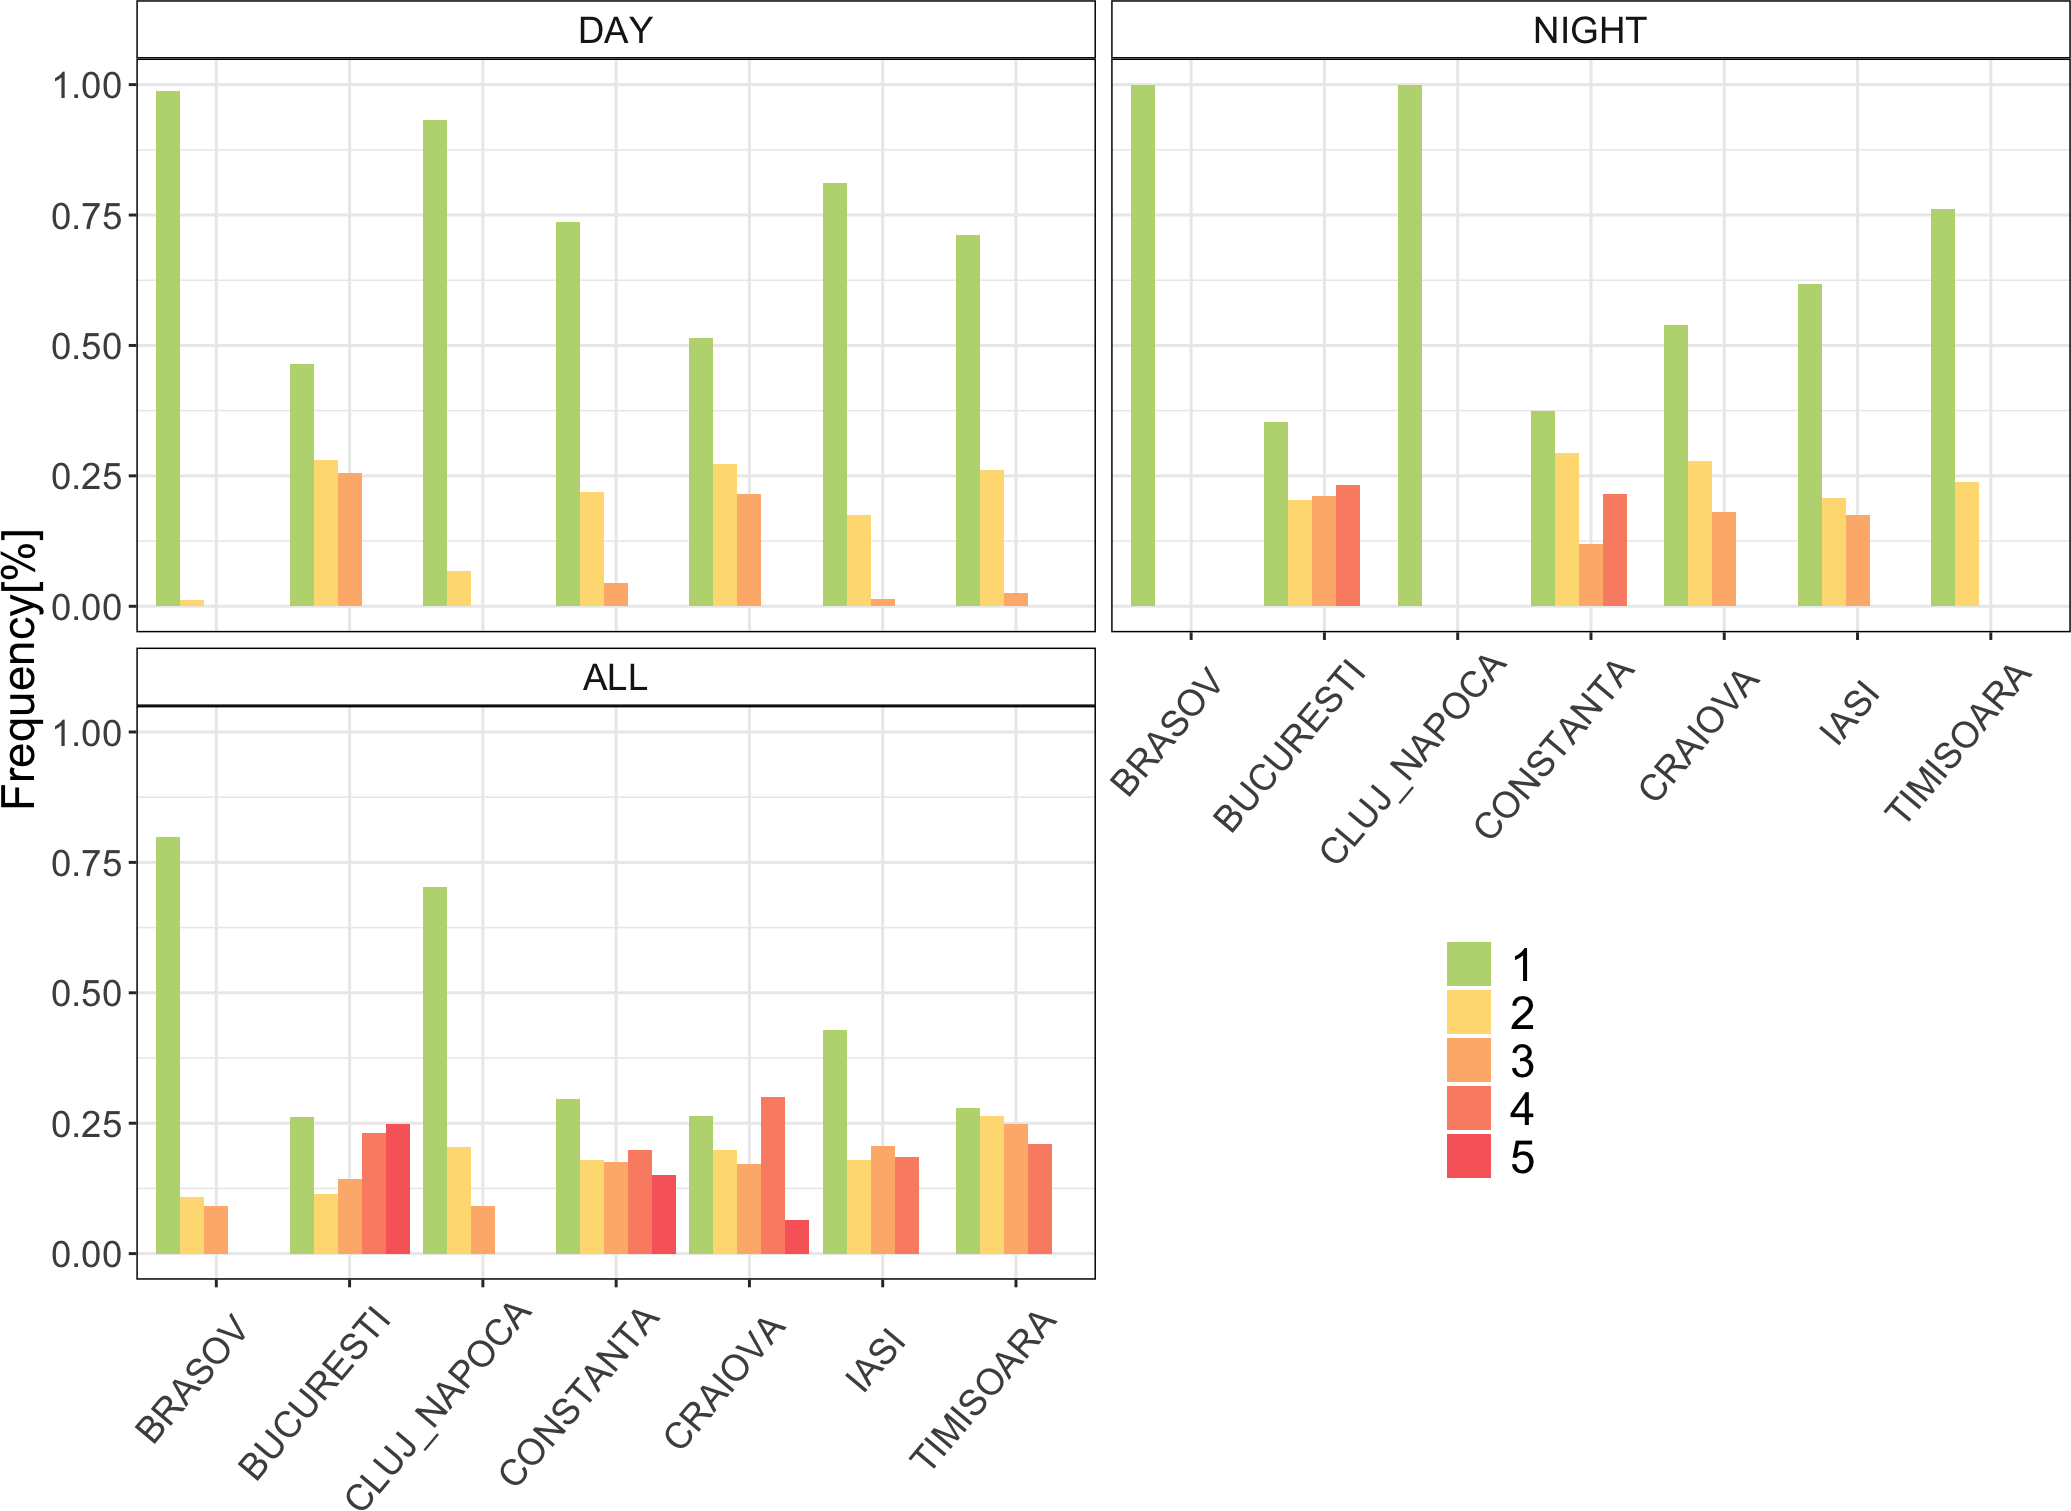 DAY
NIGHT
1.00
0.75
0.50
0.25
0.00
BRASOV
BUCURESTI
CLUJ_NAPOCA
CONSTANTA
CRAIOVA
IASI
TIMISOARA
Frequency[%]
ALL
1.00
0.75
0.50
0.25
0.00
BRASOV
BUCURESTI
CLUJ_NAPOCA
CONSTANTA
CRAIOVA
IASI
TIMISOARA
1
2
3
4
5